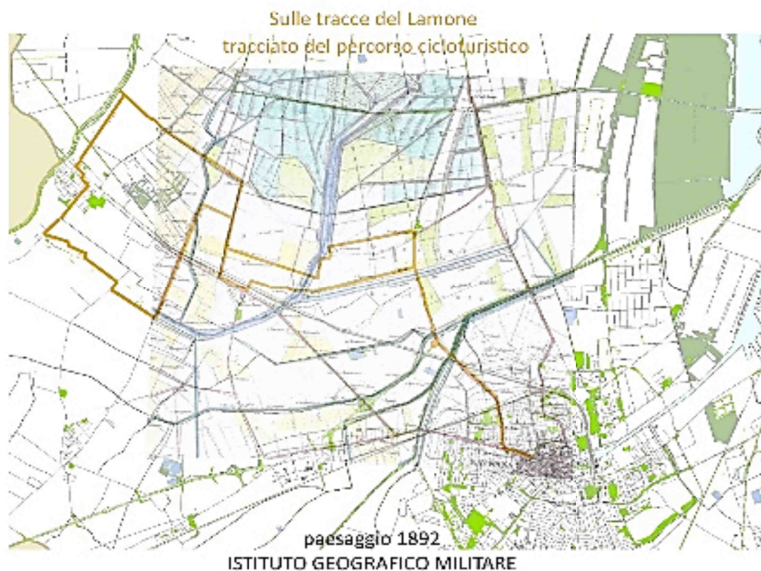 Sulle tracce del Lamone
tracciato del percorso cicloturistico
paesaggio 1892
ISTITUTO GEOGRAFICO MILITARE